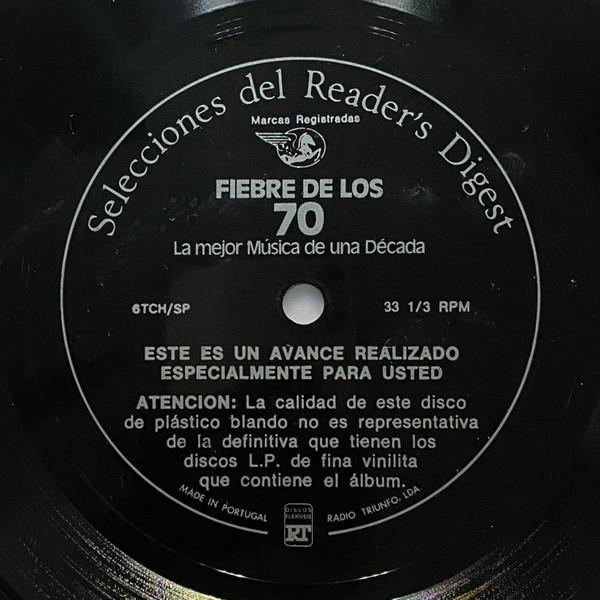 Selecciones del Reader's Digest
Marcas Registradas
FIEBRE DE LOS
70
La mejor Música de una Década
6TCH/SP
33 1/3 RPM
ESTE ES UN AVANCE REALIZADO
ESPECIALMENTE PARA USTED
ATENCION: La calidad de este disco
de plástico blando no es representativa
de la definitiva que tienen los
discos L.P. de fina vinilita
que contiene el álbum.
MADE IN PORTUGAL
DISCOS
FLEXÍVEIS
RT
RADIO TRIUNFO, LDA